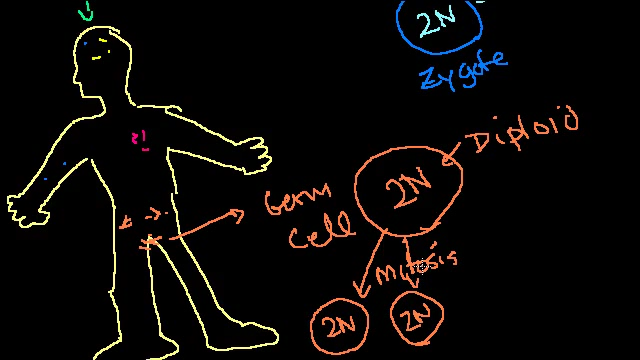 2N
Zygote
Diploid
2N
Germ
Cell
Mitosis
2N
2N